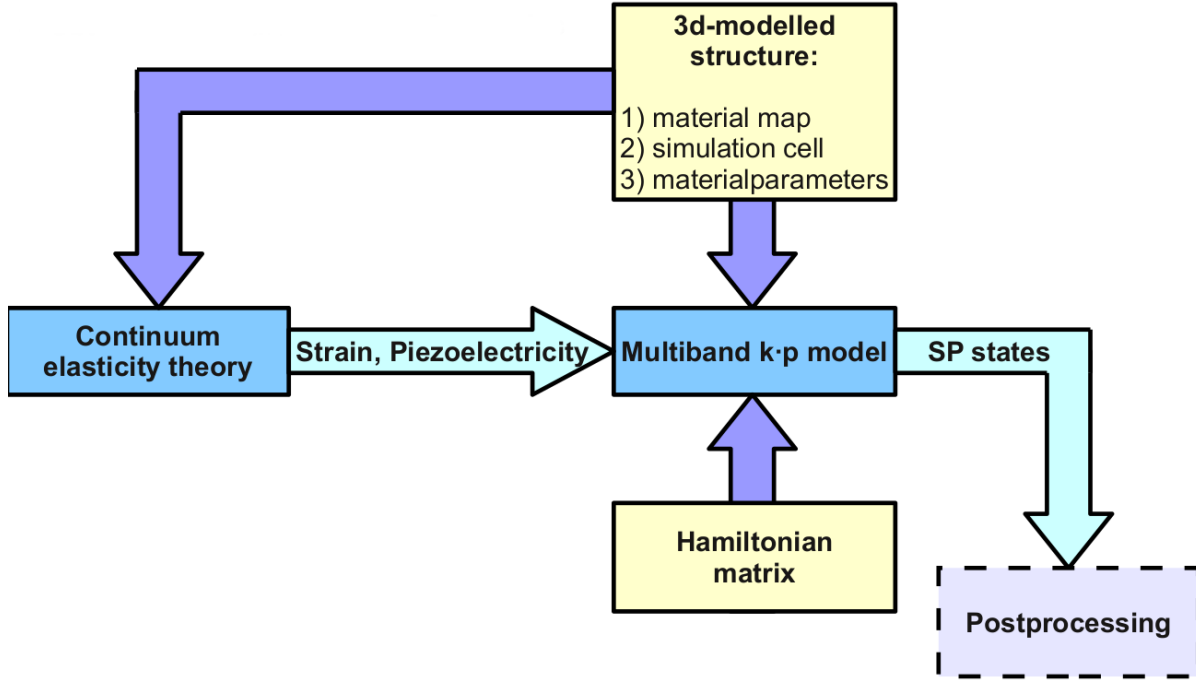 3d-modelled
structure:
1) material map
2) simulation cell
3) materialparameters
Continuum
elasticity theory
Strain, Piezoelectricity
Multiband k·p model
SP states
Hamiltonian
matrix
Postprocessing